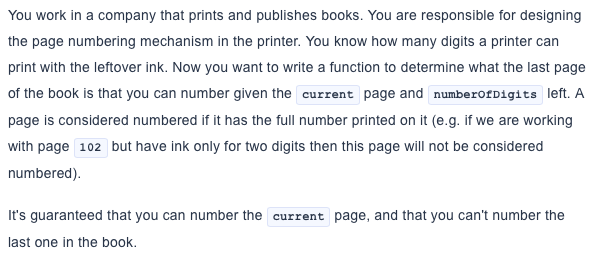 You work in a company that prints and publishes books. You are responsible for designing
the page numbering mechanism in the printer. You know how many digits a printer can
print with the leftover ink. Now you want to write a function to determine what the last page
of the book is that you can number given the current page and numberOfDigits left. A
page is considered numbered if it has the full number printed on it (e.g. if we are working
with page 102 but have ink only for two digits then this page will not be considered
numbered).
It's guaranteed that you can number the current page, and that you can't number the
last one in the book.